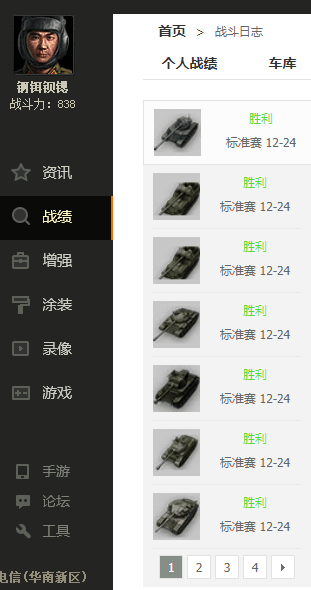 战斗力：838
资讯
战绩
增强
涂装
录像
游戏
手游
论坛
工具
电信(华南新区)
首页 > 战斗日志
个人战绩 车库
胜利
标准赛 12-24
胜利
标准赛 12-24
胜利
标准赛 12-24
胜利
标准赛 12-24
胜利
标准赛 12-24
胜利
标准赛 12-24
胜利
标准赛 12-24
1 2 3 4